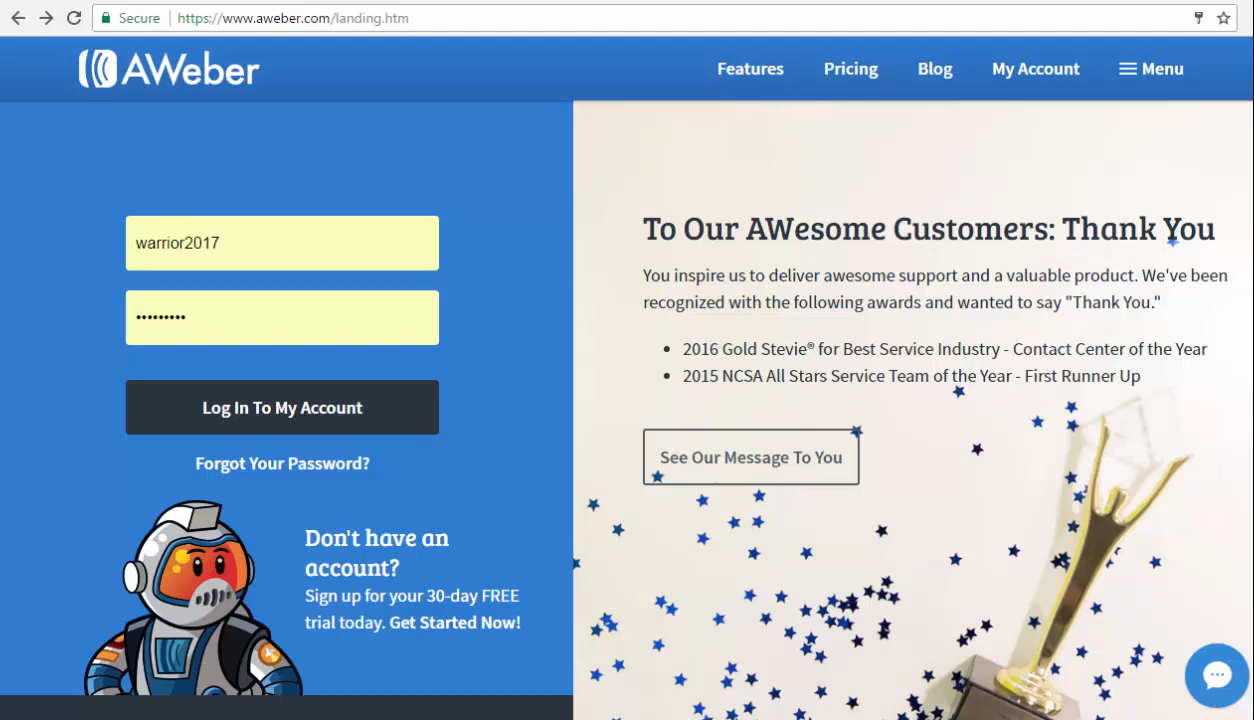 Secure
https://www.aweber.com/landing.htm
AWeber
Features
Pricing
Blog
My Account
Menu
warrior2017
•••••••••
Log In To My Account
Forgot Your Password?
Don't have an
account?
Sign up for your 30-day FREE
trial today. Get Started Now!
To Our AWesome Customers: Thank You
You inspire us to deliver awesome support and a valuable product. We've been
recognized with the following awards and wanted to say "Thank You."
• 2016 Gold Stevie® for Best Service Industry - Contact Center of the Year
• 2015 NCSA All Stars Service Team of the Year - First Runner Up
See Our Message To You